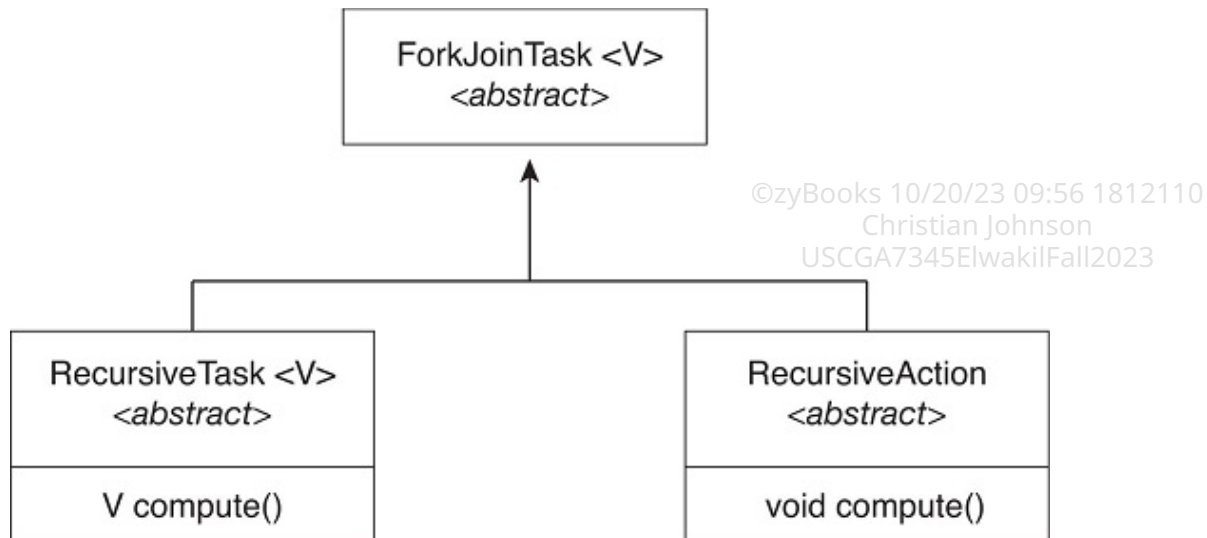 ForkJoinTask <V>
<abstract>
©zyBooks 10/20/23 09:56 1812110
Christian Johnson
USCGA7345ElwakilFall2023
RecursiveTask <V>
<abstract>
V compute()
RecursiveAction
<abstract>
void compute()